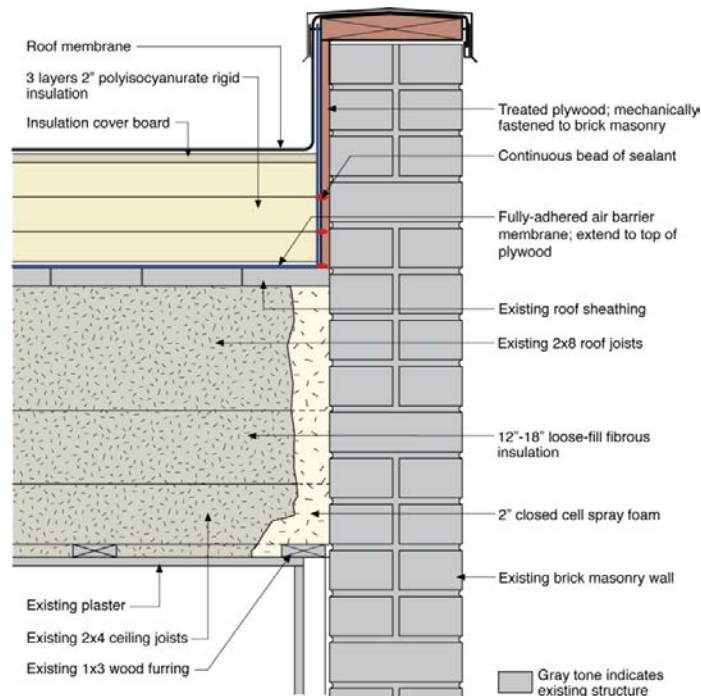 Roof membrane
3 layers 2" polyisocyanurate rigid
insulation
Insulation cover board
Treated plywood; mechanically
fastened to brick masonry
Continuous bead of sealant
Fully-adhered air barrier
membrane; extend to top of
plywood
Existing roof sheathing
Existing 2x8 roof joists
12"-18" loose-fill fibrous
insulation
2" closed cell spray foam
Existing brick masonry wall
Existing plaster
Existing 2x4 ceiling joists
Existing 1x3 wood furring
Gray tone indicates
existing structure